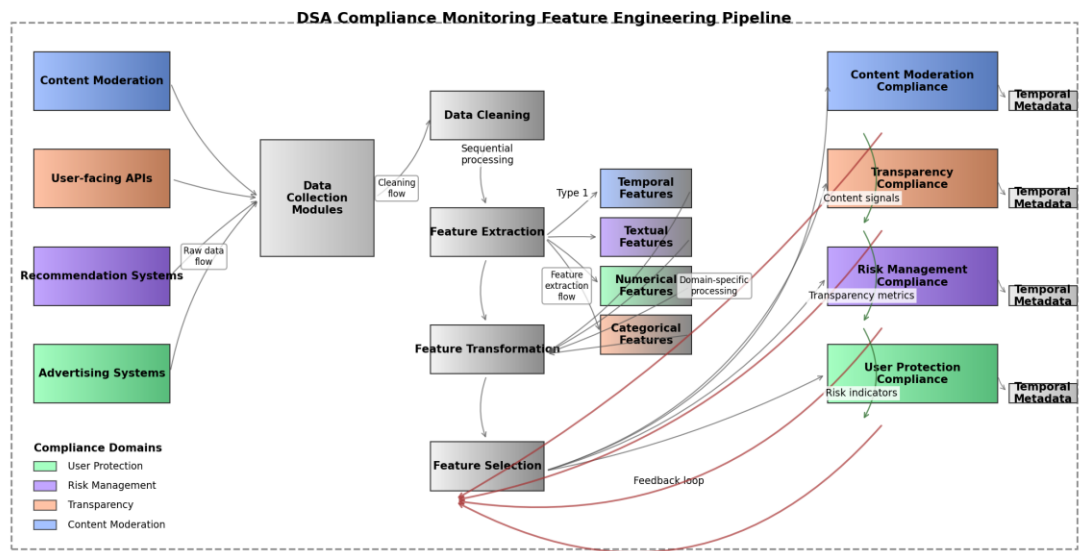 DSA Compliance Monitoring Feature Engineering Pipeline
Content Moderation
User-facing APIs
Recommendation Systems
Advertising Systems
Raw data
flow
Data
Collection
Modules
Cleaning
flow
Data Cleaning
Sequential
processing
Feature Extraction
Feature Transformation
Feature Selection
Type 1
Feature
extraction
flow
Temporal
Features
Textual
Features
Numerical
Features
Categorical
Features
Domain-specific
processing
Content Moderation
Compliance
Transparency
Compliance
Risk Management
Compliance
User Protection
Compliance
Content signals
Transparency metrics
Risk indicators
Temporal
Metadata
Temporal
Metadata
Temporal
Metadata
Temporal
Metadata
Feedback loop
Compliance Domains
User Protection
Risk Management
Transparency
Content Moderation